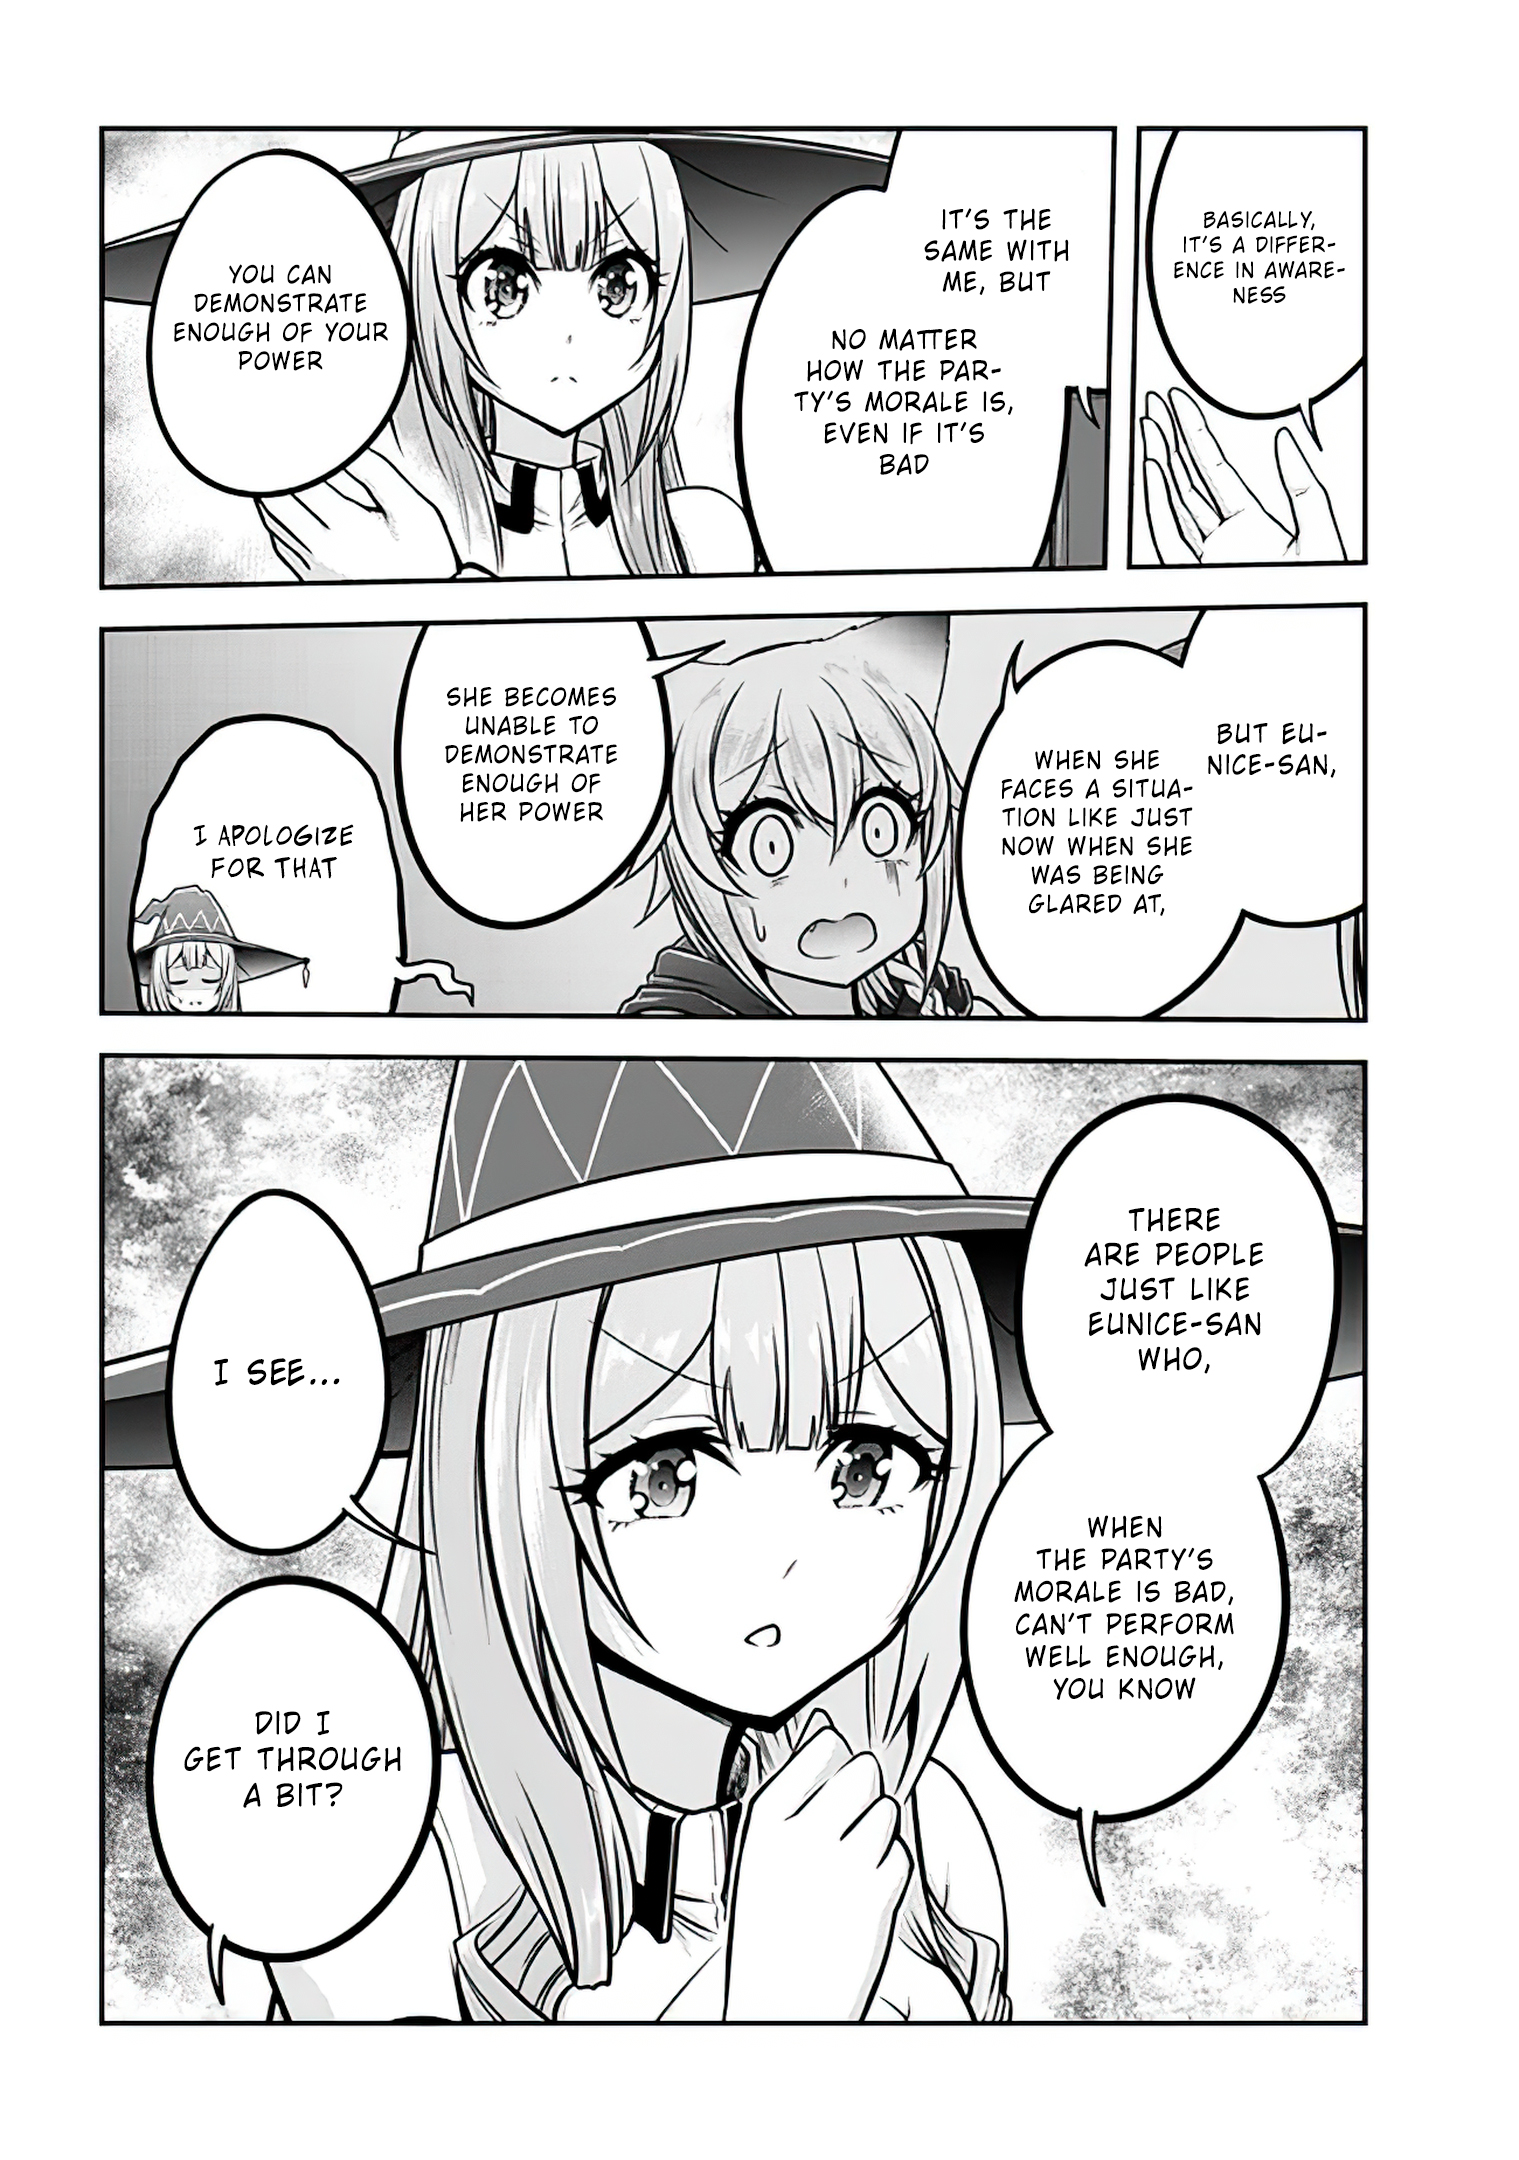 BASICALLY,
IT'S A DIFFER-
ENCE IN AWARE-
NESS
IT'S THE
SAME WITH
ME, BUT
NO MATTER
HOW THE PAR-
TY'S MORALE IS,
EVEN IF IT'S
BAD
YOU CAN
DEMONSTRATE
ENOUGH OF YOUR
POWER
BUT EU-
NICE-SAN,
WHEN SHE
FACES A SITUA-
TION LIKE JUST
NOW WHEN SHE
WAS BEING
GLARED AT,
SHE BECOMES
UNABLE TO
DEMONSTRATE
ENOUGH OF
HER POWER
I APOLOGIZE
FOR THAT
THERE
ARE PEOPLE
JUST LIKE
EUNICE-SAN
WHO,
WHEN
THE PARTY'S
MORALE IS BAD,
CAN'T PERFORM
WELL ENOUGH,
YOU KNOW
I SEE...
DID I
GET THROUGH
A BIT?